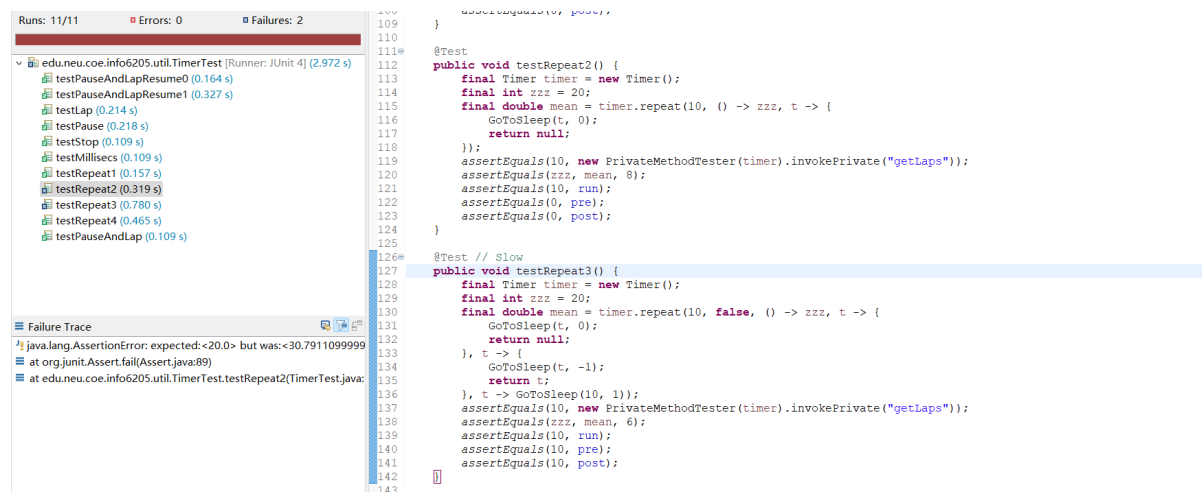 Runs: 11/11 Errors: 0 Failures: 2
edu.neu.coe.info6205.util.TimerTest [Runner: JUnit 4] (2.972 s)
testPauseAndLapResume0 (0.164 s)
testPauseAndLapResume1 (0.327 s)
testLap (0.214 s)
testPause (0.218 s)
testStop (0.109 s)
testMillisecs (0.109 s)
testRepeat1 (0.157 s)
testRepeat2 (0.319 s)
testRepeat3 (0.780 s)
testRepeat4 (0.465 s)
testPauseAndLap (0.109 s)
Failure Trace
java.lang.AssertionError: expected:<20.0> but was:<30.7911099999
at org.junit.Assert.fail(Assert.java:89)
at edu.neu.coe.info6205.util.TimerTest.testRepeat2(TimerTest.java:
108 assertEquals(0, post);
109 }
110
111 @Test
112 public void testRepeat2() {
113 final Timer timer = new Timer();
114 final int zzz = 20;
115 final double mean = timer.repeat(10, () -> zzz, t -> {
116 GoToSleep(t, 0);
117 return null;
118 });
119 assertEquals(10, new PrivateMethodTester(timer).invokePrivate("getLaps"));
120 assertEquals(zzz, mean, 8);
121 assertEquals(10, run);
122 assertEquals(0, pre);
123 assertEquals(0, post);
124 }
125
126 @Test // Slow
127 public void testRepeat3() {
128 final Timer timer = new Timer();
129 final int zzz = 20;
130 final double mean = timer.repeat(10, false, () -> zzz, t -> {
131 GoToSleep(t, 0);
132 return null;
133 }, t -> {
134 GoToSleep(t, -1);
135 return t;
136 }, t -> GoToSleep(10, 1));
137 assertEquals(10, new PrivateMethodTester(timer).invokePrivate("getLaps"));
138 assertEquals(zzz, mean, 6);
139 assertEquals(10, run);
140 assertEquals(10, pre);
141 assertEquals(10, post);
142 }
143